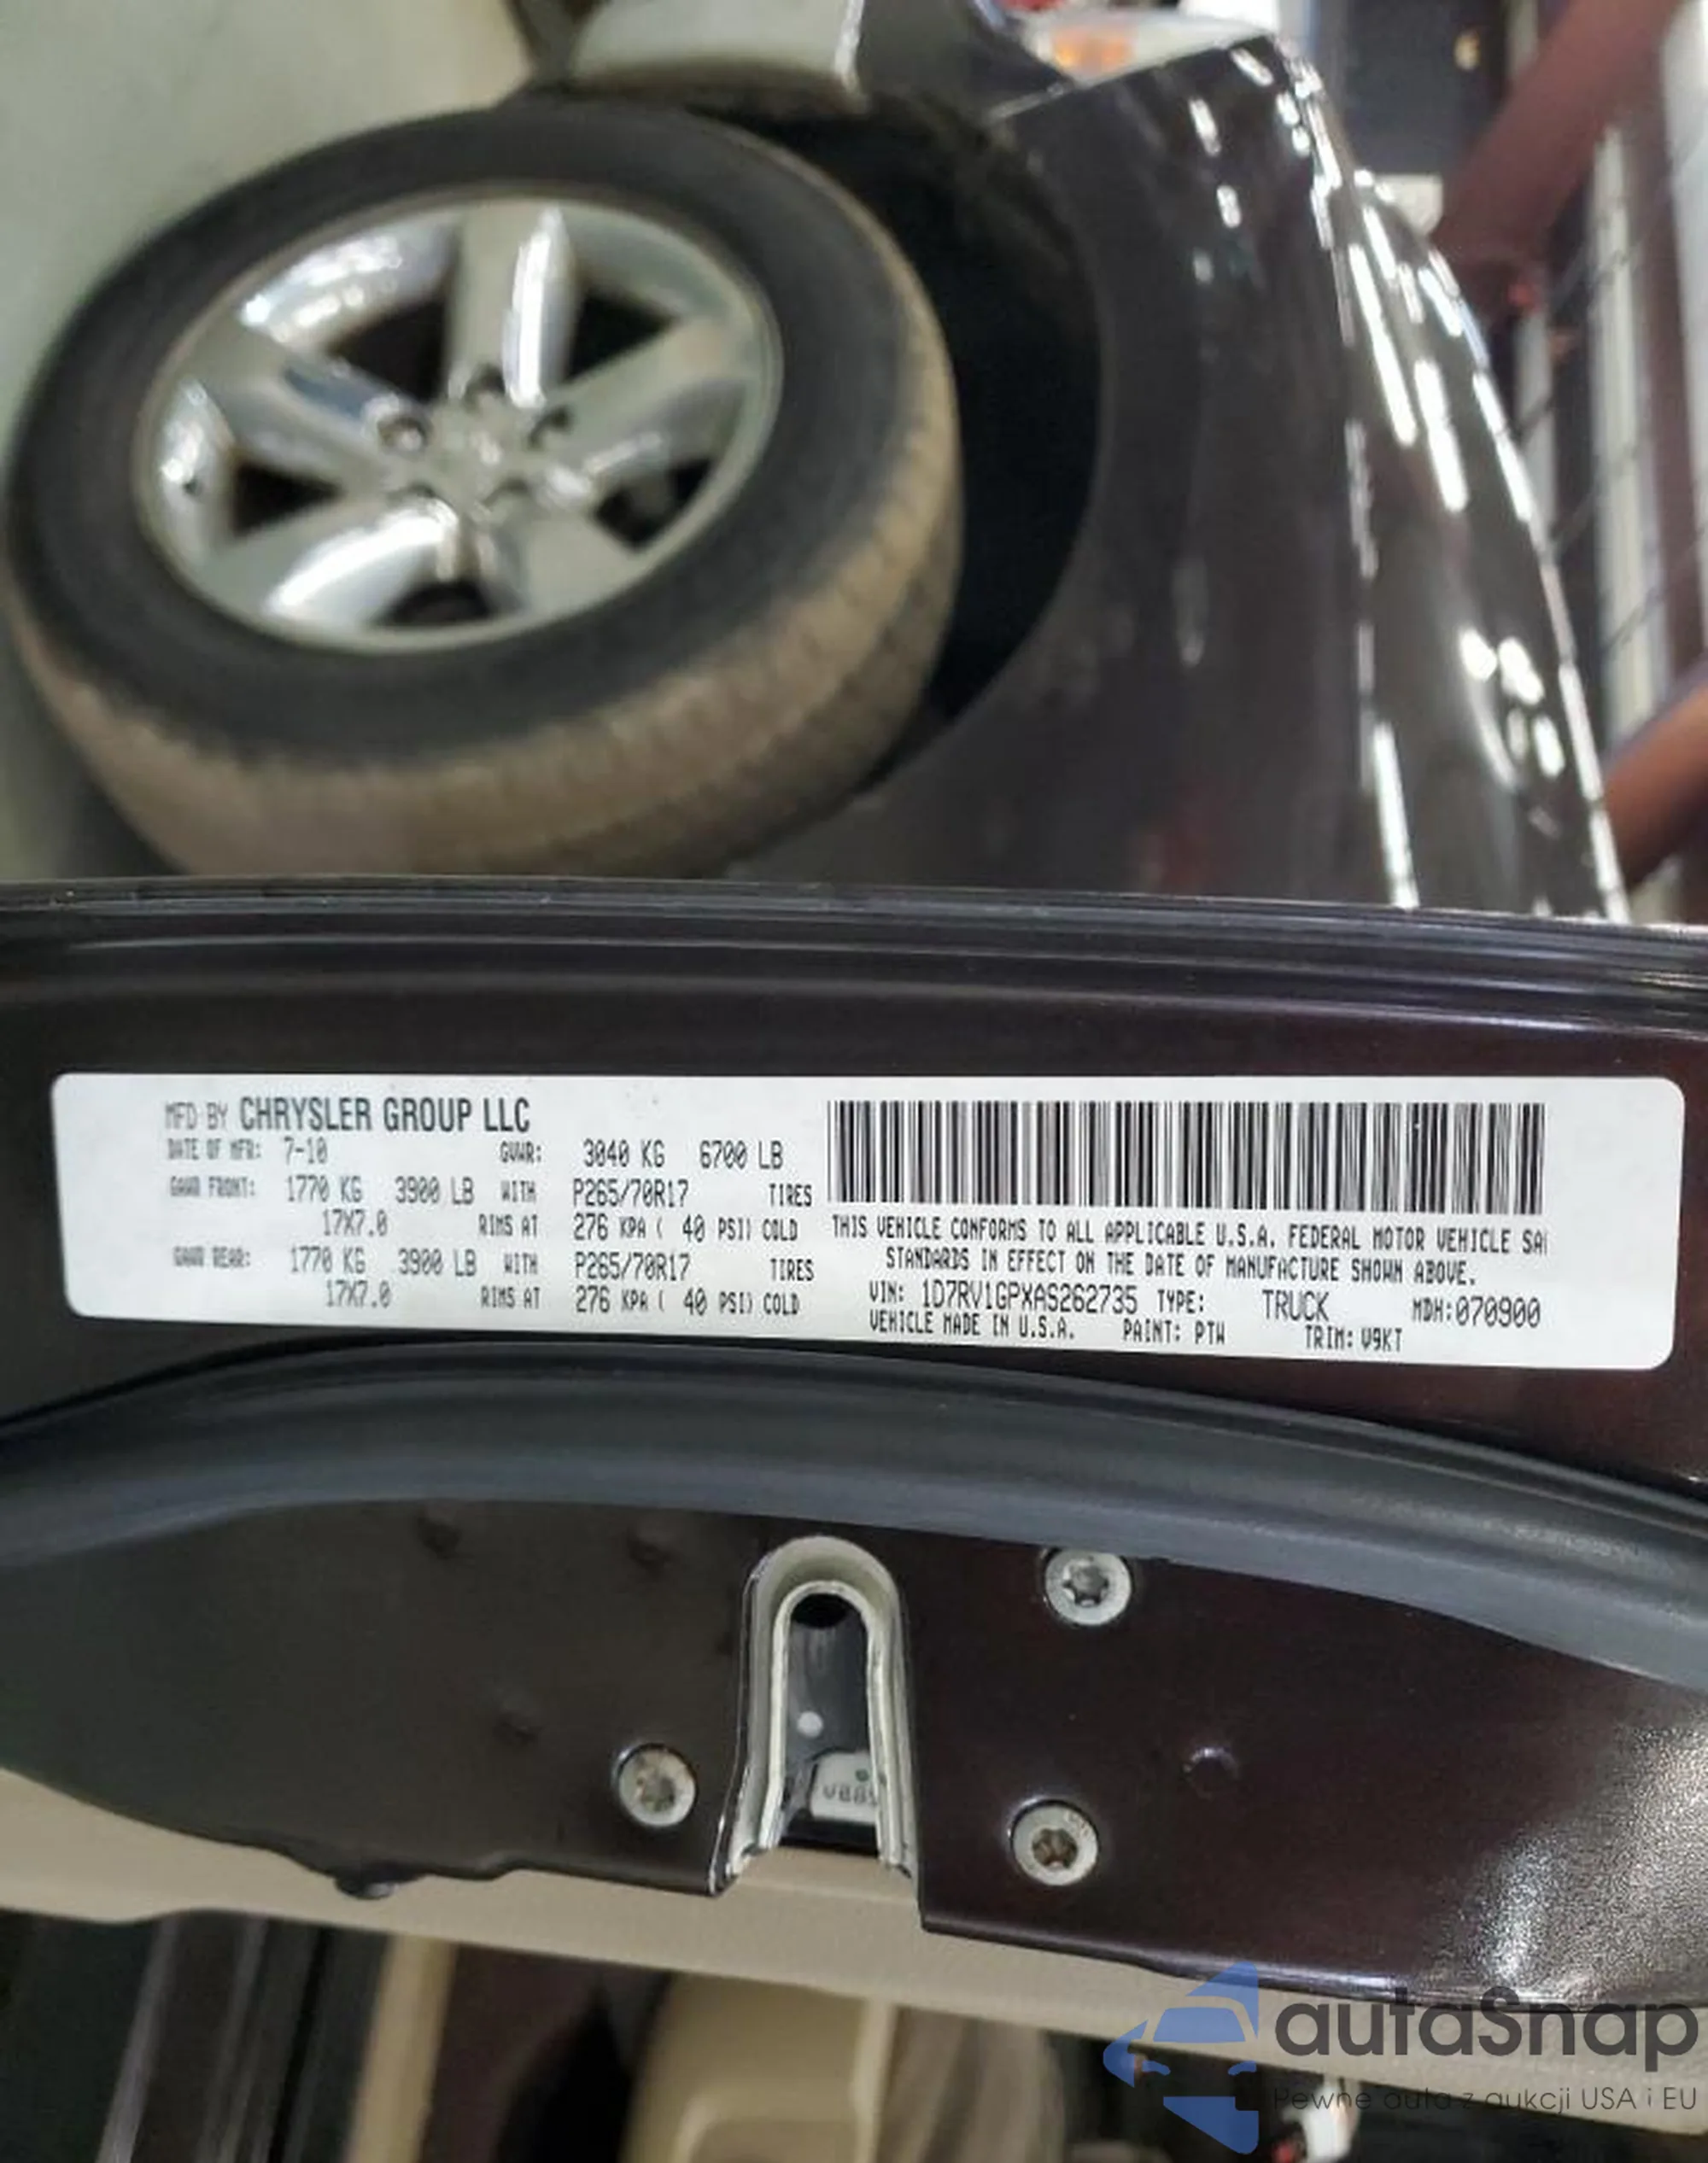 MFD BY CHRYSLER GROUP LLC
DATE OF MFR: 7-10 GVWR: 3040 KG 6700 LB
GAWR FRONT: 1770 KG 3900 LB WITH P265/70R17 TIRES
17X7.0 RIMS AT 276 KPA ( 40 PSI) COLD
GAWR REAR: 1770 KG 3900 LB WITH P265/70R17 TIRES
17X7.0 RIMS AT 276 KPA ( 40 PSI) COLD
THIS VEHICLE CONFORMS TO ALL APPLICABLE U.S.A. FEDERAL MOTOR VEHICLE SA
STANDARDS IN EFFECT ON THE DATE OF MANUFACTURE SHOWN ABOVE.
VIN: 1D7RV1GPXAS262735 TYPE: TRUCK MDH:070900
VEHICLE MADE IN U.S.A. PAINT: PTW TRIM: V9KT
autaSnap
Pewne auta z aukcji USA i EU